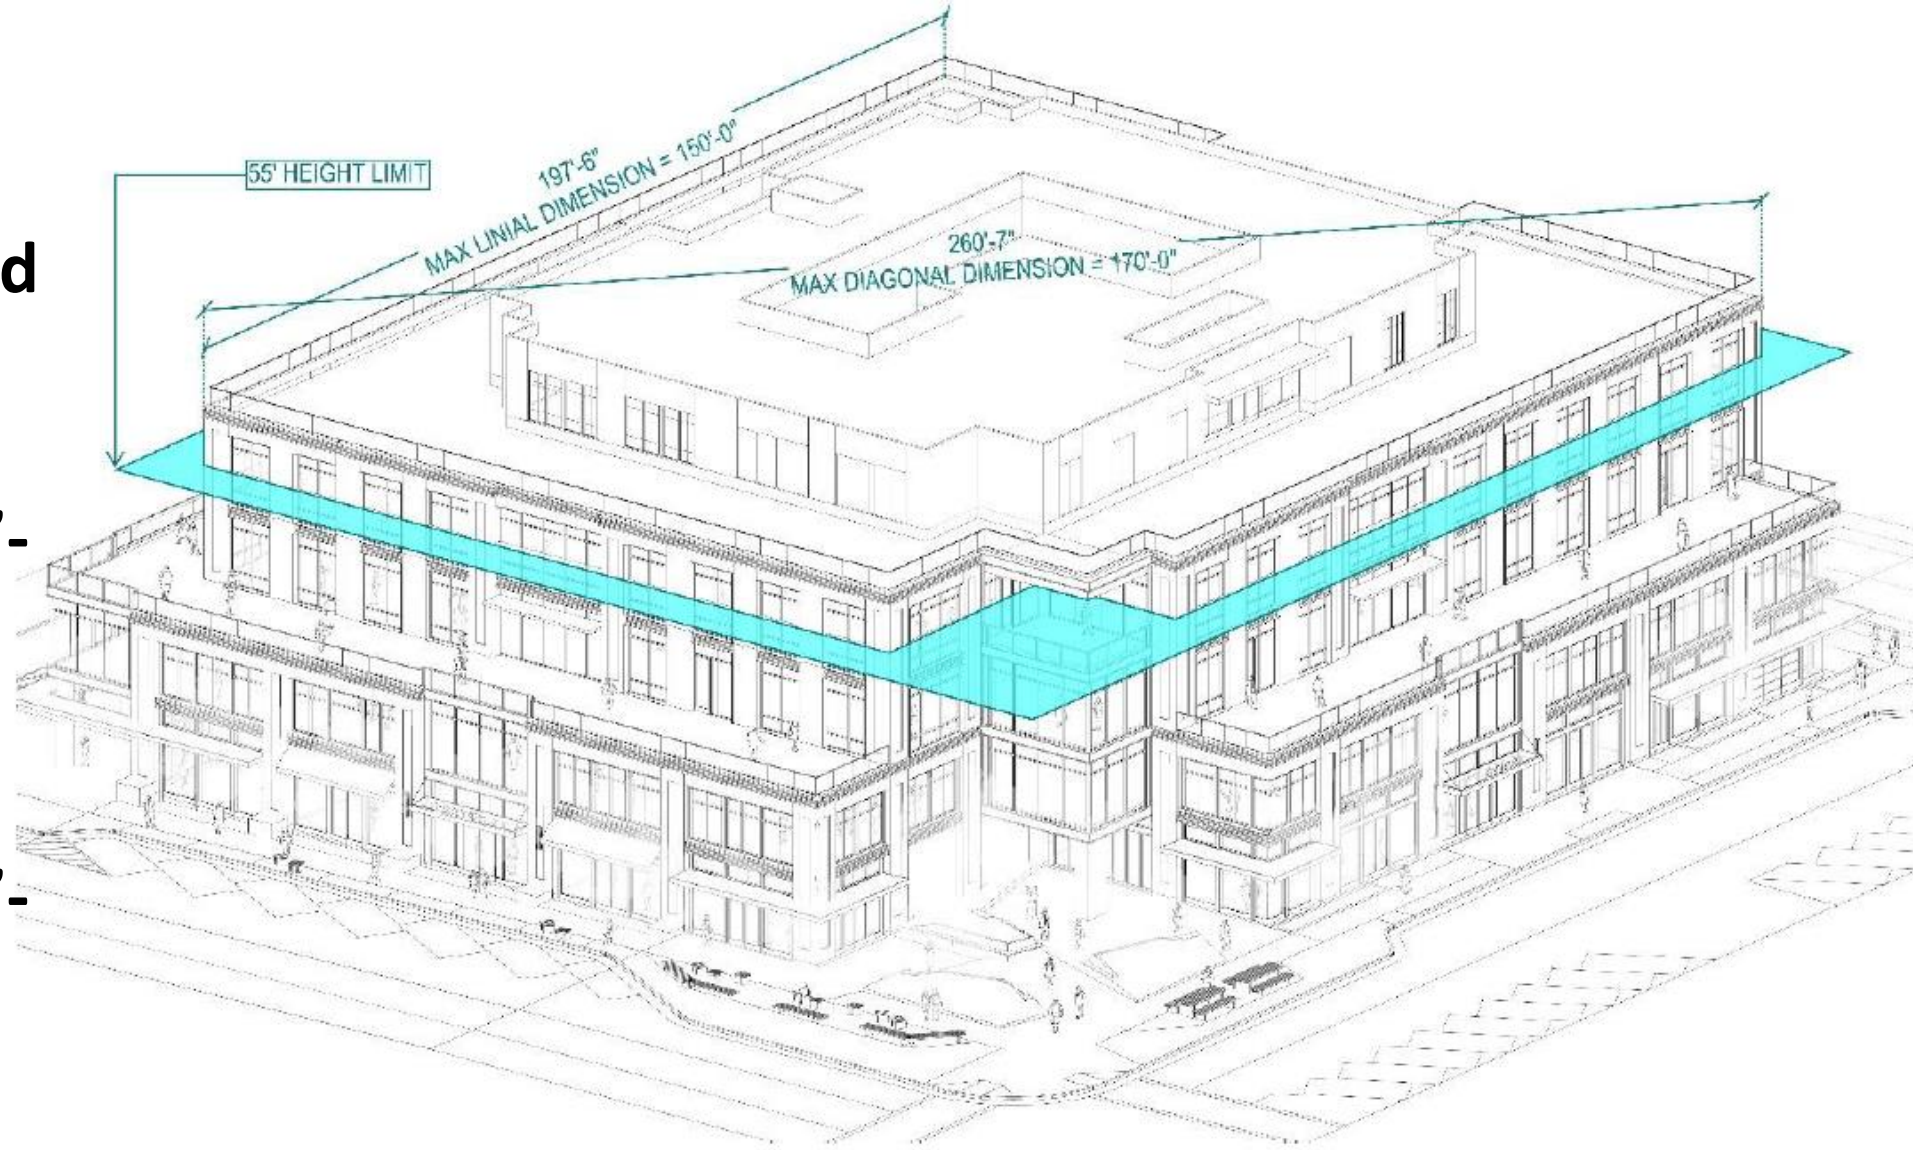 55' HEIGHT LIMIT
197'-6"
MAX LINIAL DIMENSION = 150'-0"
d
260'-7"
MAX DIAGONAL DIMENSION = 170'-0"
'-
'-